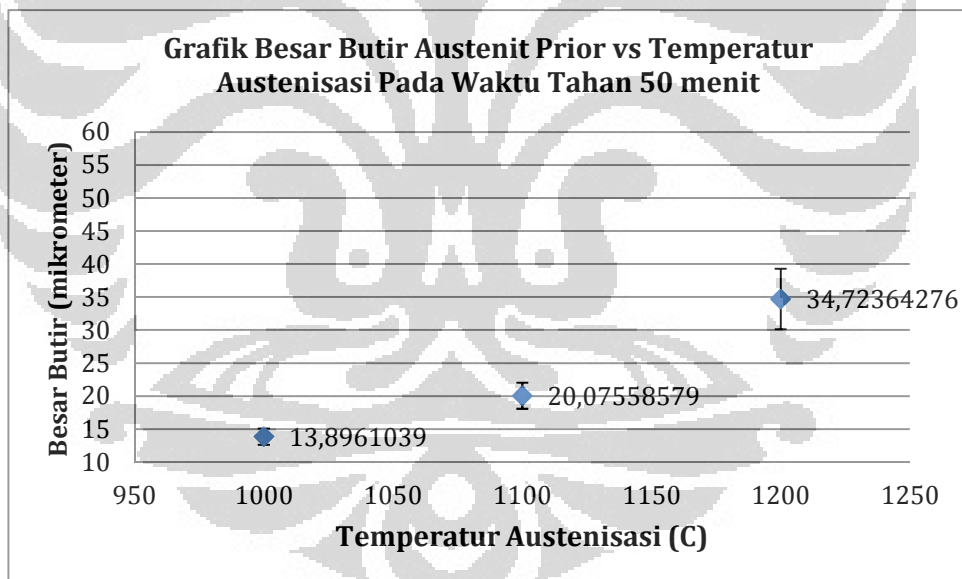 Grafik Besar Butir Austenit Prior vs Temperatur
Austenisasi Pada Waktu Tahan 50 menit
Besar Butir (mikrometer)
60
55
50
45
40
35
30
25
20
15
10
34,72364276
20,07558579
13,8961039
950 1000 1050 1100 1150 1200 1250
Temperatur Austenisasi (C)